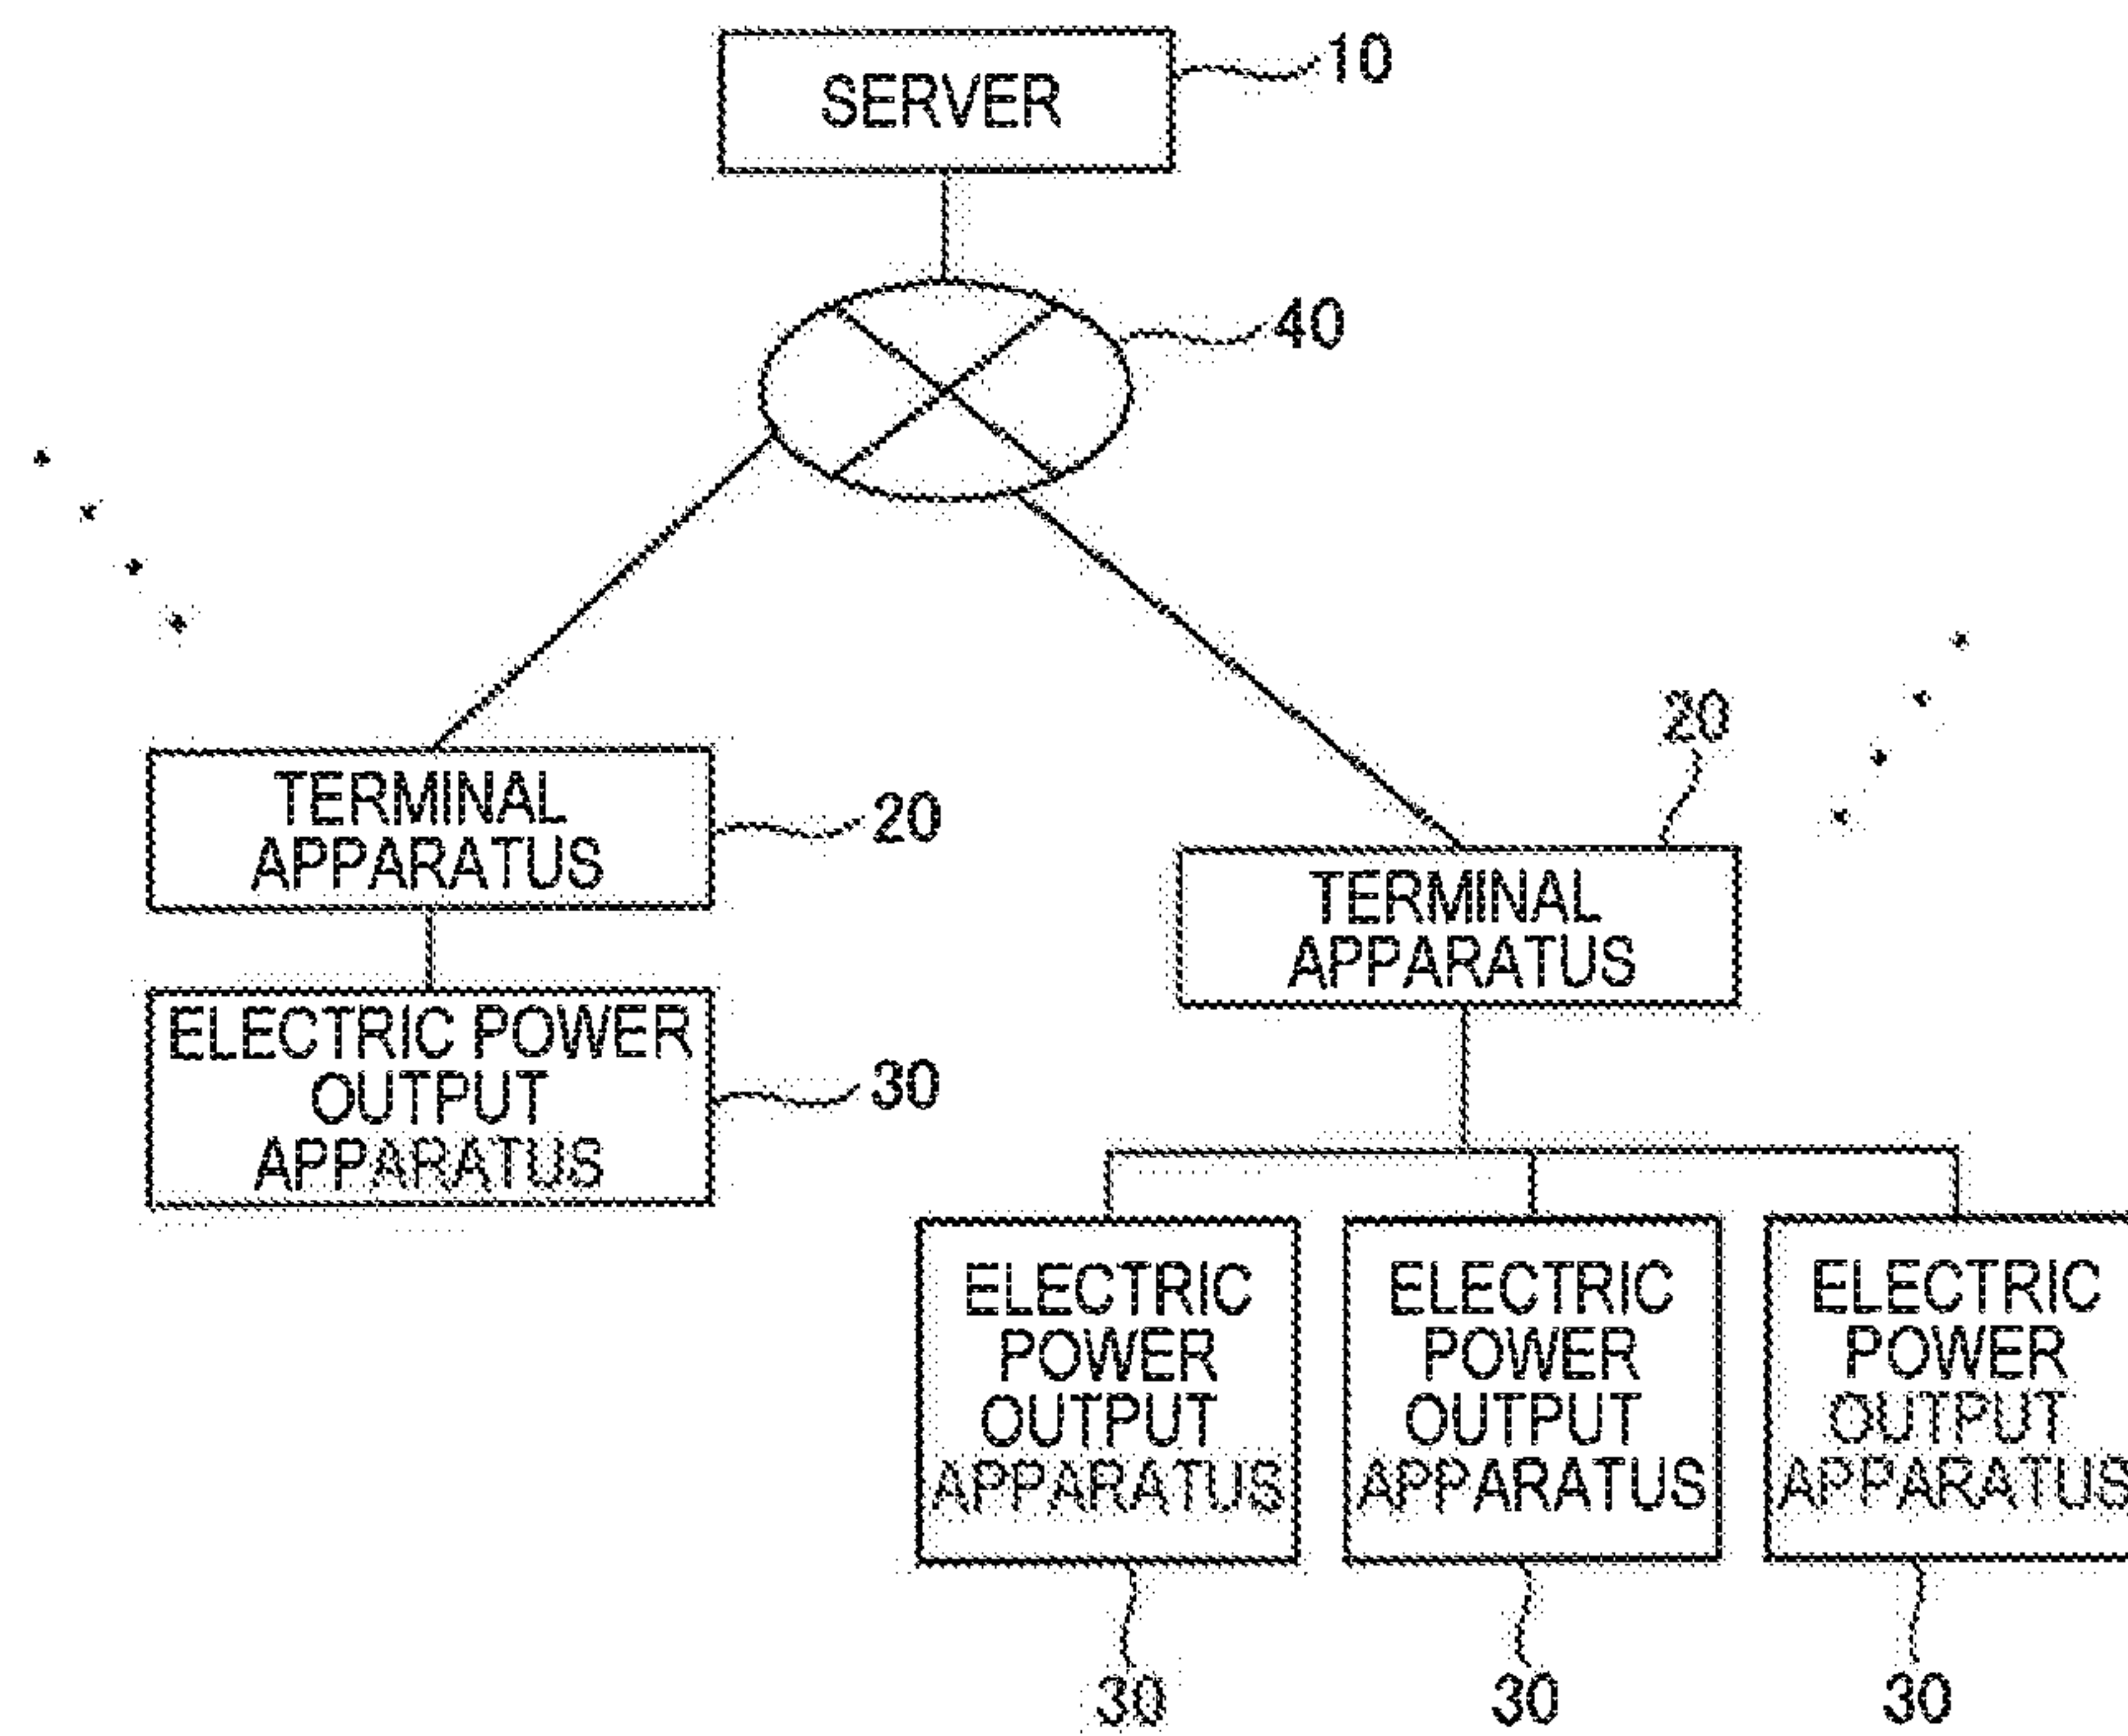 SERVER
10
40
TERMINAL
APPARATUS
20
20
TERMINAL
APPARATUS
ELECTRIC POWER
OUTPUT
APPARATUS
30
ELECTRIC
POWER
OUTPUT
APPARATUS
ELECTRIC
POWER
OUTPUT
APPARATUS
ELECTRIC
POWER
OUTPUT
APPARATUS
30
30
30